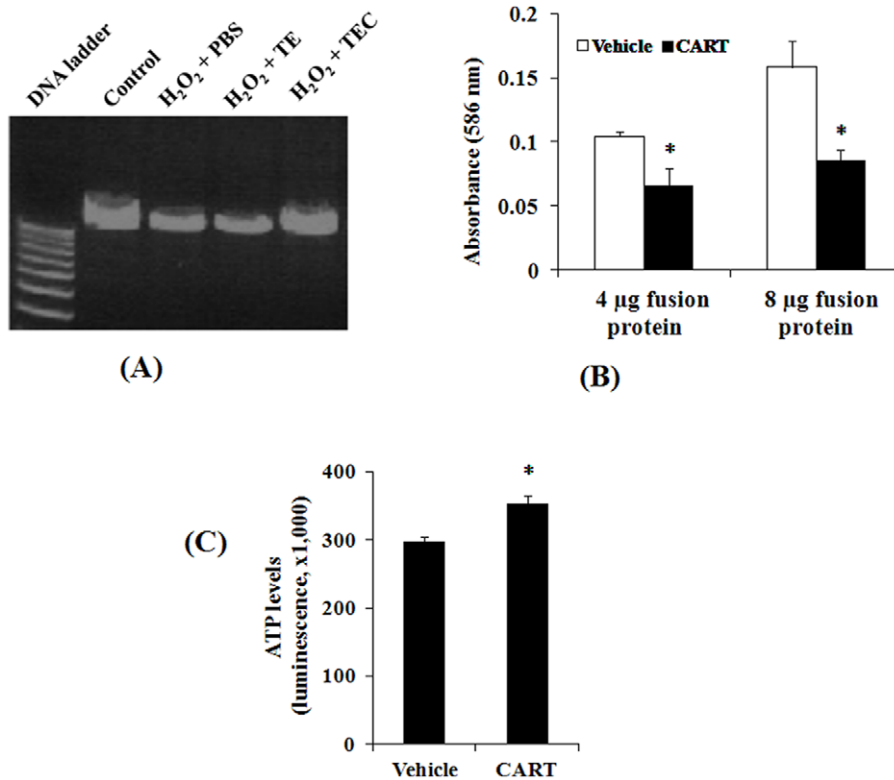 DNA ladder
Control
H₂O₂ + PBS
H₂O₂ + TE
H₂O₂ + TEC
(A)
0.2
0.15
0.1
0.05
0
Absorbance (586 nm)
Vehicle CART
*
*
4 µg fusion
protein
8 µg fusion
protein
(B)
(C)
400
300
200
100
0
ATP levels
(luminescence, x1,000)
*
Vehicle
CART